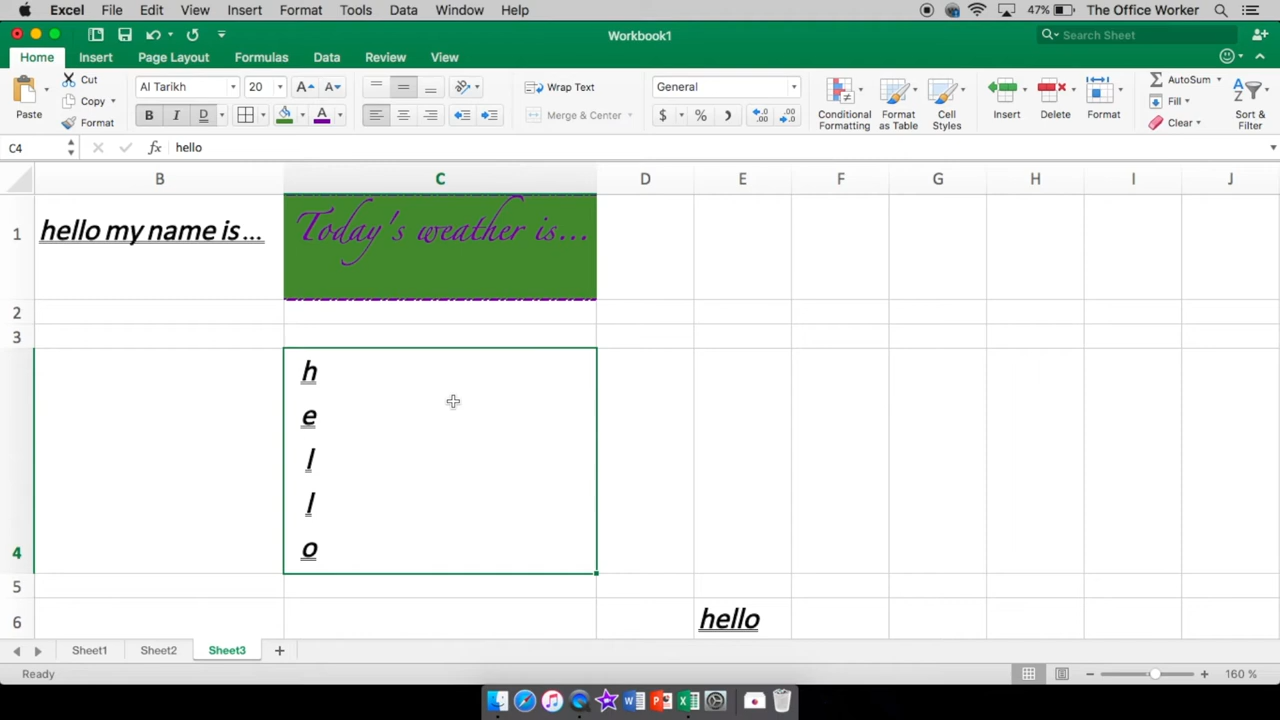 Excel File Edit View Insert Format Tools Data Window Help 47% The Office Worker
Workbook1
Search Sheet
Home Insert Page Layout Formulas Data Review View
Paste Cut Copy Format
Al Tarikh 20 A A
B I D A
Wrap Text
Merge & Center
General
$ %
Conditional Formatting
Format as Table
Cell Styles
Insert Delete Format
AutoSum
Fill
Clear
Sort & Filter
C4 fx hello
B C D E F G H I J
1 hello my name is... Today's weather is...
2
3
h
e
l
l
4 o
5
6 hello
Sheet1 Sheet2 Sheet3 +
Ready 160 %